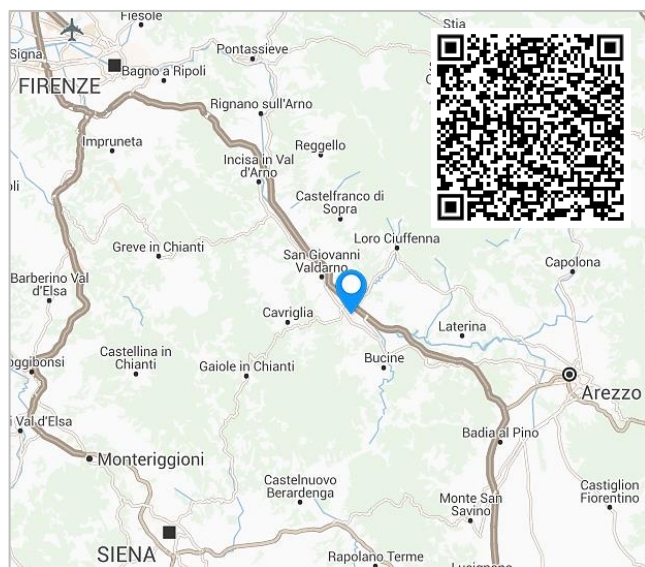 Fiesole
Stia
Signa
Pontassieve
Bagno a Ripoli
FIRENZE
Rignano sull'Arno
Impruneta
Reggello
Incisa in Val
d'Arno
Castelfranco di
Sopra
Loro Ciuffenna
Greve in Chianti
San Giovanni
Valdarno
Capolona
Barberino Val
d'Elsa
Cavriglia
Laterina
Castellina in
Chianti
Bucine
oggibonsi
Gaiole in Chianti
Arezzo
i Val d'Elsa
Badia al Pino
Monteriggioni
Castelnuovo
Berardenga
Castiglion
Fiorentino
Monte San
Savino
SIENA
Rapolano Terme